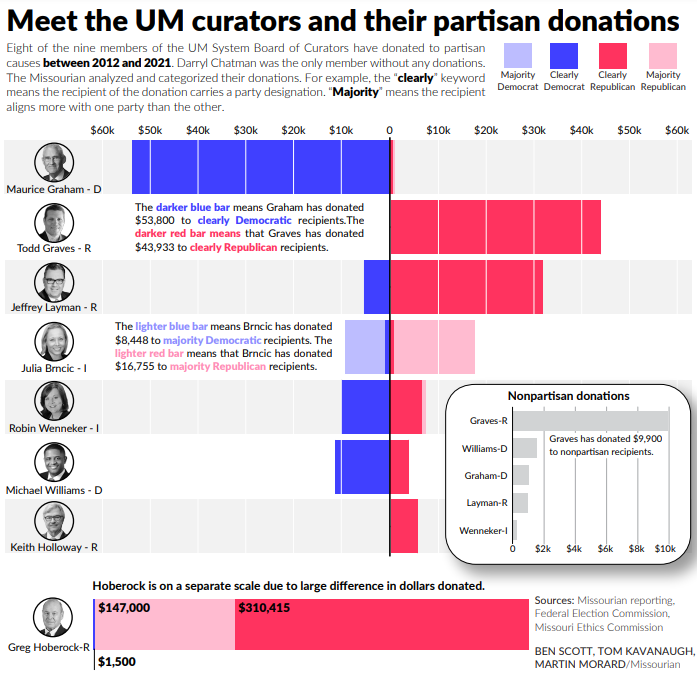 Meet the UM curators and their partisan donations
Eight of the nine members of the UM System Board of Curators have donated to partisan
causes between 2012 and 2021. Darryl Chatman was the only member without any donations.
The Missourian analyzed and categorized their donations. For example, the “clearly” keyword
means the recipient of the donation carries a party designation. “Majority” means the recipient
aligns more with one party than the other.
Majority Democrat
Clearly Democrat
Clearly Republican
Majority Republican
$60k $50k $40k $30k $20k $10k 0 $10k $20k $30k $40k $50k $60k
Maurice Graham - D
The darker blue bar means Graham has donated
$53,800 to clearly Democratic recipients.The
darker red bar means that Graves has donated
$43,933 to clearly Republican recipients.
Todd Graves - R
Jeffrey Layman - R
The lighter blue bar means Brncic has donated
$8,448 to majority Democratic recipients. The
lighter red bar means that Brncic has donated
$16,755 to majority Republican recipients.
Julia Brncic - I
Robin Wenneker - I
Michael Williams - D
Keith Holloway - R
Nonpartisan donations
Graves-R
Graves has donated $9,900
to nonpartisan recipients.
Williams-D
Graham-D
Layman-R
Wenneker-I
0 $2k $4k $6k $8k $10k
Hoberock is on a separate scale due to large difference in dollars donated.
$147,000
$310,415
Greg Hoberock-R
$1,500
Sources: Missourian reporting,
Federal Election Commission,
Missouri Ethics Commission
BEN SCOTT, TOM KAVANAUGH,
MARTIN MORARD/Missourian